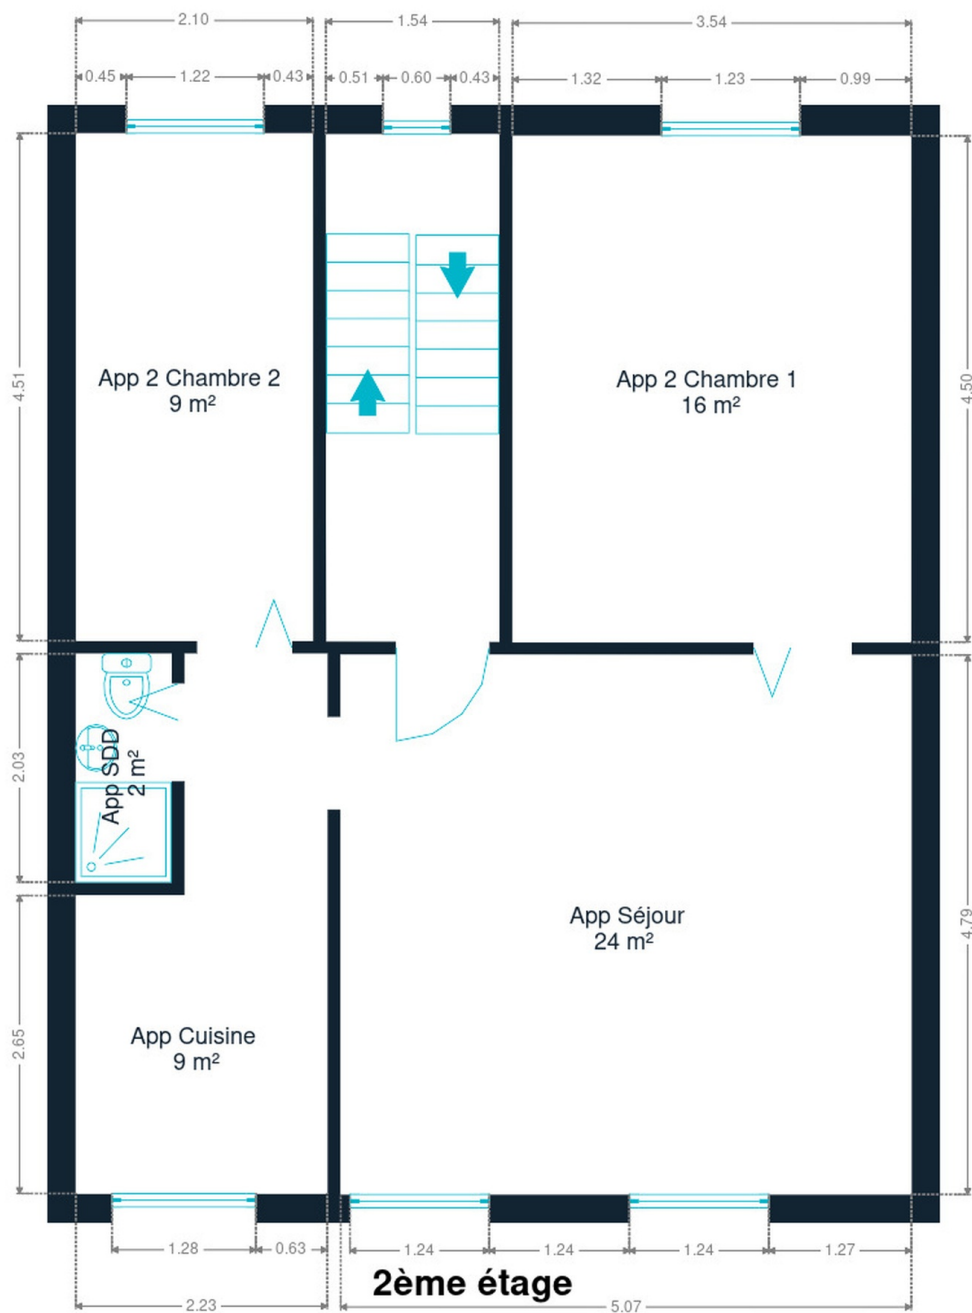 2.10
1.54
3.54
0.45
1.22
0.43
0.51
0.60
0.43
1.32
1.23
0.99
4.51
App 2 Chambre 2
9 m²
App 2 Chambre 1
16 m²
4.50
2.03
App SDD
2 m²
App Séjour
24 m²
4.79
2.65
App Cuisine
9 m²
1.28
0.63
1.24
1.24
1.24
1.27
2ème étage
2.23
5.07